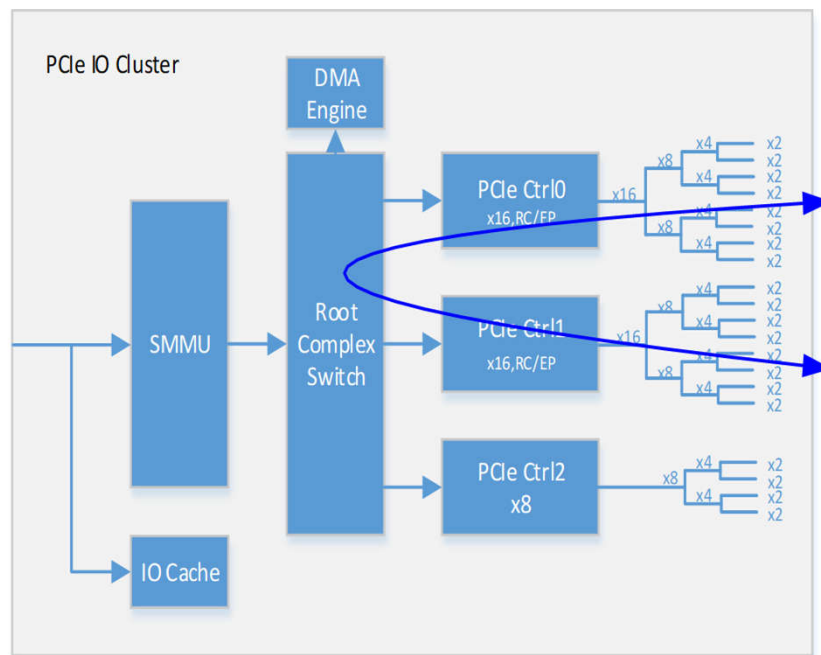 PCIe IO Cluster
DMA
Engine
SMMU
IO Cache
Root
Complex
Switch
PCIe Ctrl0
x16,RC/EP
x16
x8
x8
x4
x4
x4
x4
x2
x2
x2
x2
x2
x2
x2
x2
PCIe Ctrl1
x16,RC/EP
x16
x8
x8
x4
x4
x4
x4
x2
x2
x2
x2
x2
x2
x2
x2
PCIe Ctrl2
x8
x8
x4
x4
x2
x2
x2
x2